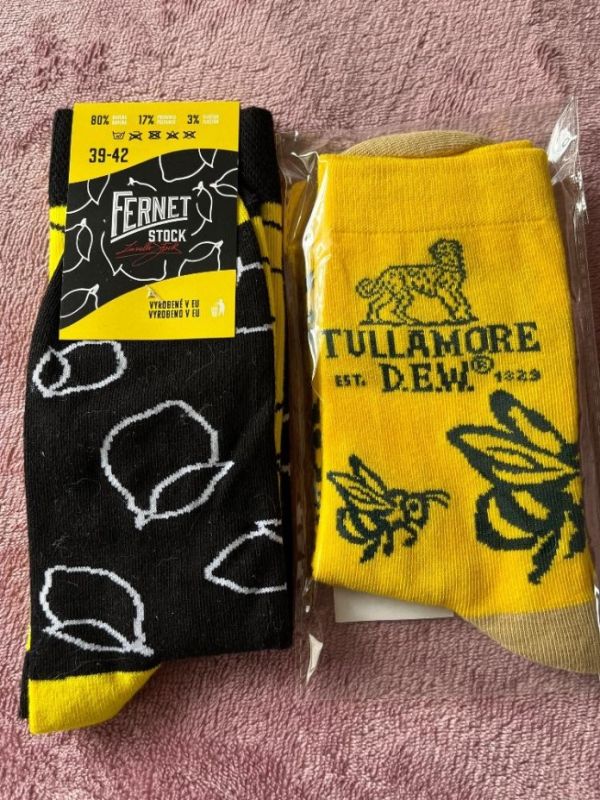 80% 17% 3%
39-42
FERNET
STOCK
VYROBENÉ V EU
VYROBENO V EU
TULLAMORE
EST. D.E.W.® 1829